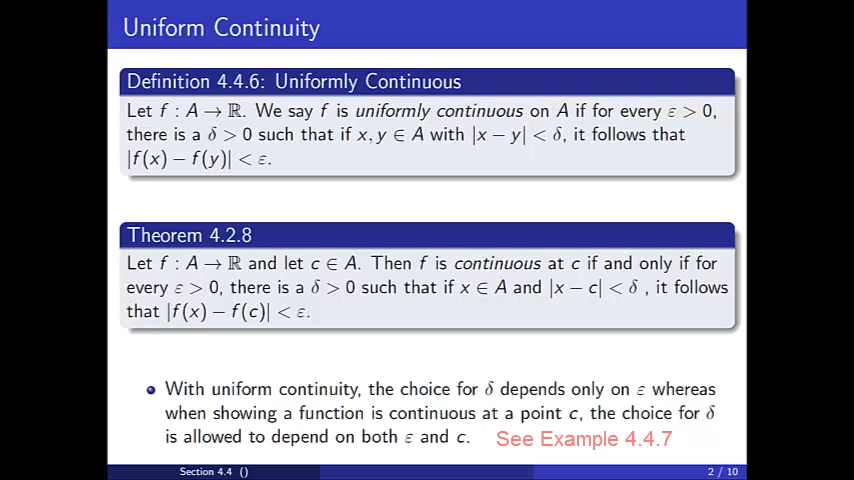 Uniform Continuity
Definition 4.4.6: Uniformly Continuous
Let f : A → ℝ. We say f is uniformly continuous on A if for every ε > 0,
there is a δ > 0 such that if x, y ∈ A with |x − y| < δ, it follows that
|f(x) − f(y)| < ε.
Theorem 4.2.8
Let f : A → ℝ and let c ∈ A. Then f is continuous at c if and only if for
every ε > 0, there is a δ > 0 such that if x ∈ A and |x − c| < δ , it follows
that |f(x) − f(c)| < ε.
With uniform continuity, the choice for δ depends only on ε whereas
when showing a function is continuous at a point c, the choice for δ
is allowed to depend on both ε and c. See Example 4.4.7
Section 4.4 () 2 / 10